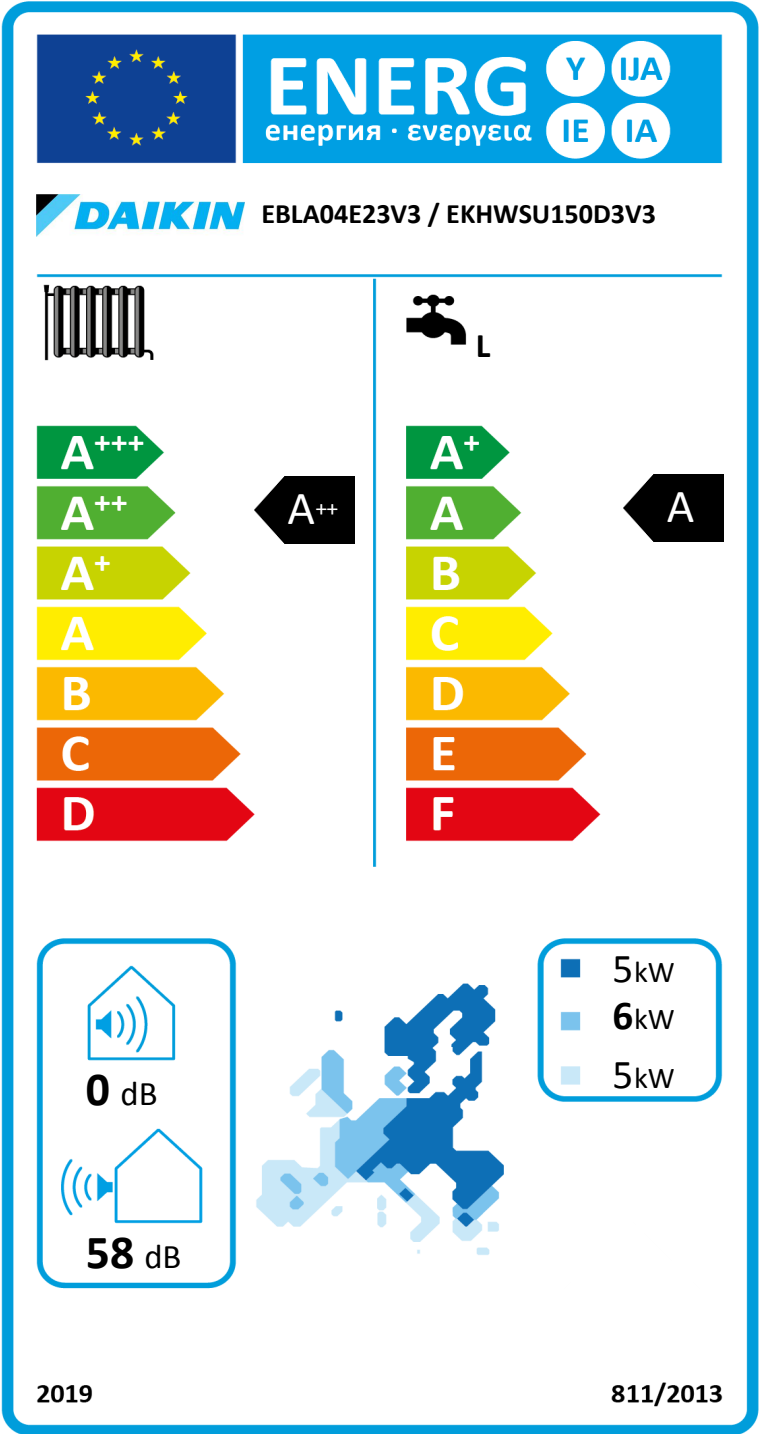 ENERG
енергия · ενεργεια
Y IJA
IE IA
DAIKIN EBLA04E23V3 / EKHWSU150D3V3
L
A+++
A++
A+
A
B
C
D
A++
A+
A
B
C
D
E
F
A
0 dB
58 dB
5kW
6kW
5kW
2019
811/2013